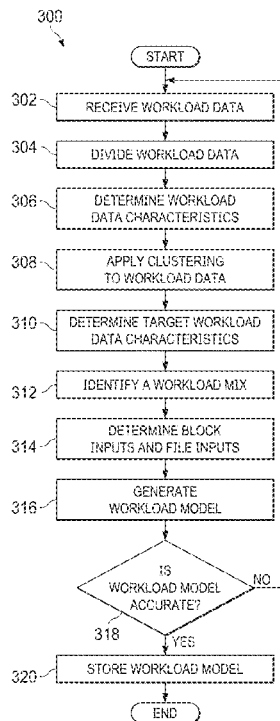 300
START
302
RECEIVE WORKLOAD DATA
304
DIVIDE WORKLOAD DATA
306
DETERMINE WORKLOAD
DATA CHARACTERISTICS
308
APPLY CLUSTERING
TO WORKLOAD DATA
310
DETERMINE TARGET WORKLOAD
DATA CHARACTERISTICS
312
IDENTIFY A WORKLOAD MIX
314
DETERMINE BLOCK
INPUTS AND FILE INPUTS
316
GENERATE
WORKLOAD MODEL
IS
WORKLOAD MODEL
ACCURATE?
NO
318
YES
320
STORE WORKLOAD MODEL
END